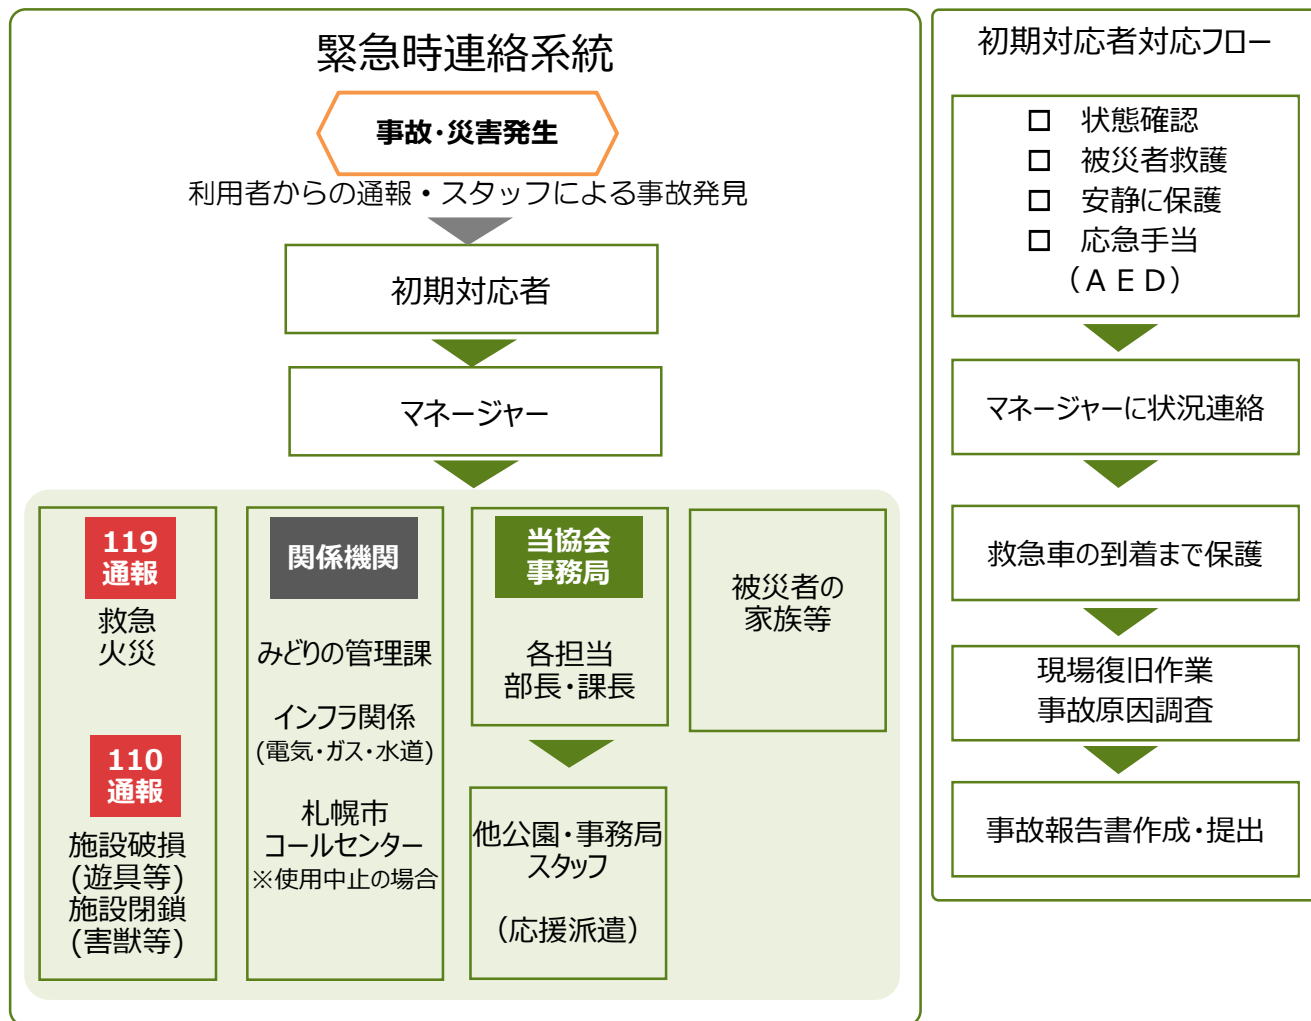 緊急時連絡系統
事故・災害発生
利用者からの通報・スタッフによる事故発見
初期対応者
マネージャー
119
通報
救急
火災
110
通報
施設破損
(遊具等)
施設閉鎖
(害獣等)
関係機関
みどりの管理課
インフラ関係
(電気・ガス・水道)
札幌市
コールセンター
※使用中止の場合
当協会
事務局
各担当
部長・課長
他公園・事務局
スタッフ
（応援派遣）
被災者の
家族等
初期対応者対応フロー
□ 状態確認
□ 被災者救護
□ 安静に保護
□ 応急手当
（ＡＥＤ）
マネージャーに状況連絡
救急車の到着まで保護
現場復旧作業
事故原因調査
事故報告書作成・提出